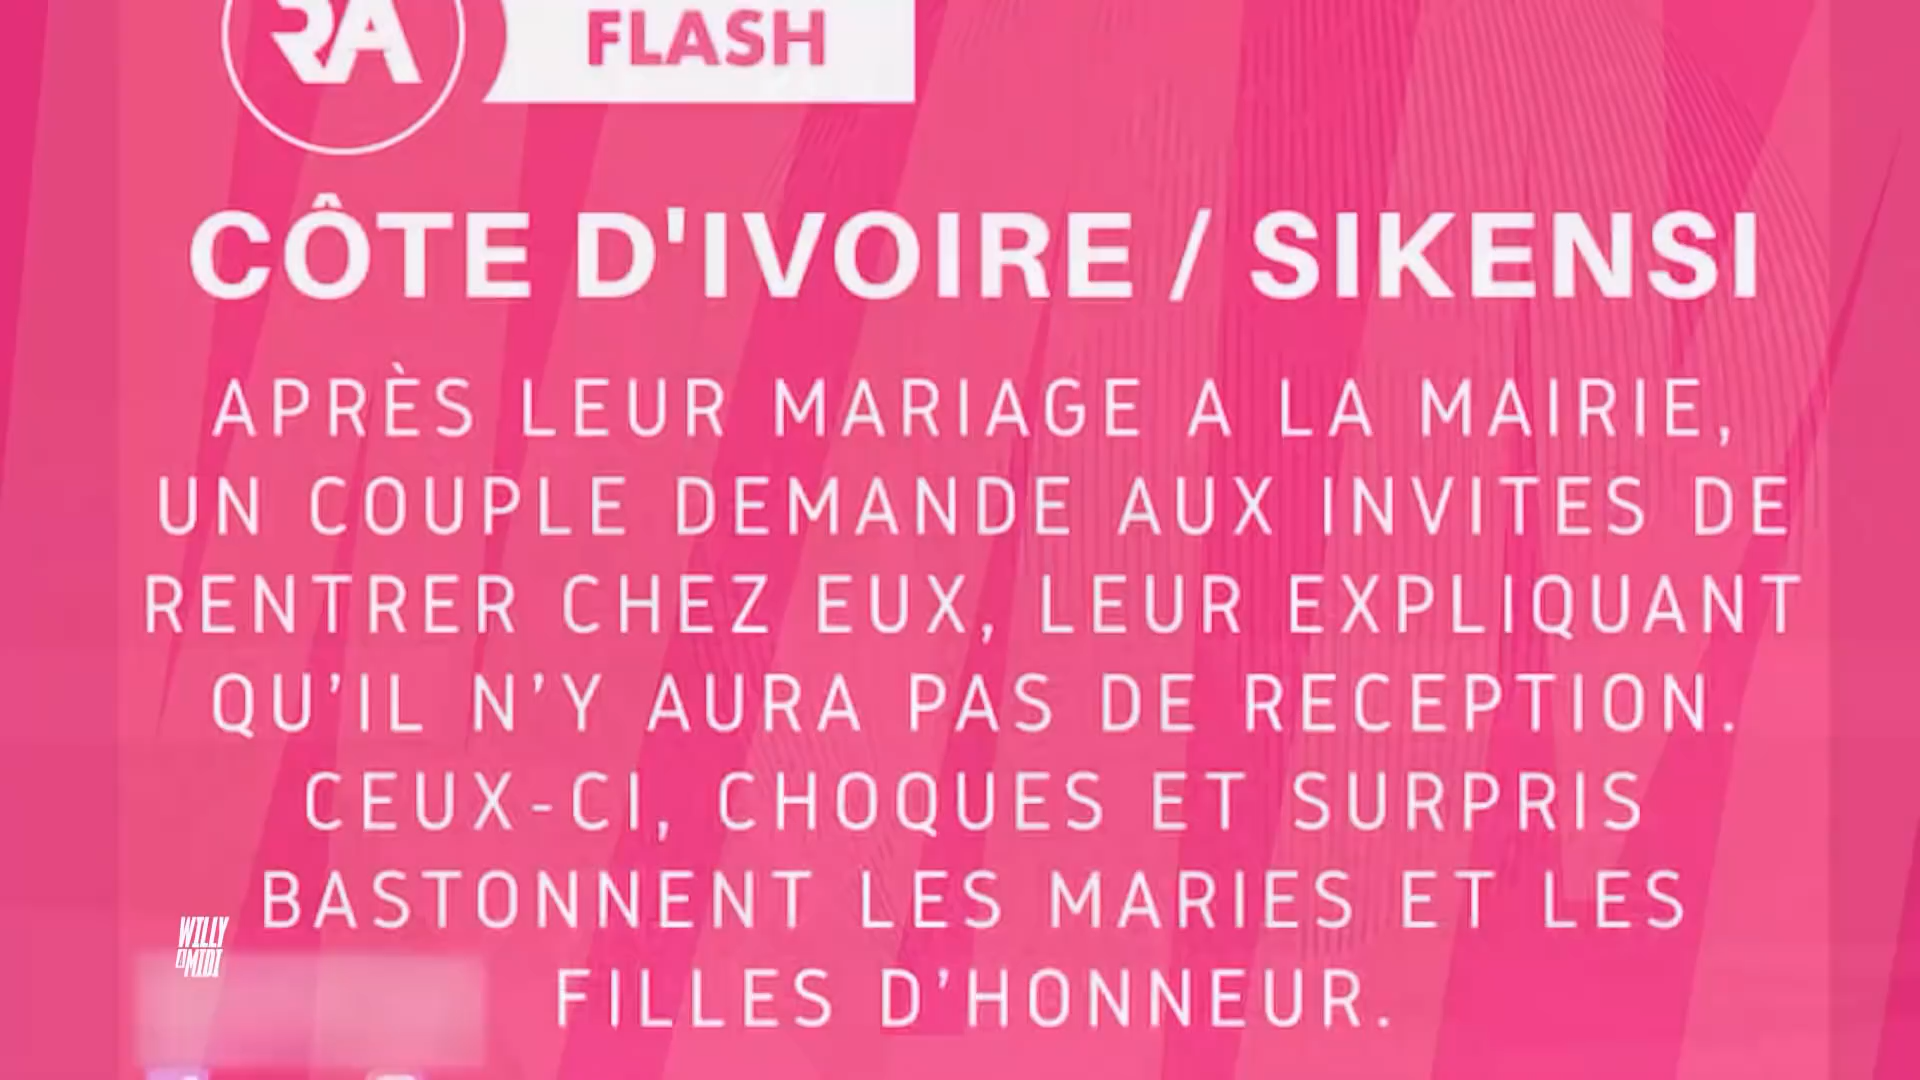 RA
FLASH
CÔTE D'IVOIRE / SIKENSI
APRÈS LEUR MARIAGE A LA MAIRIE,
UN COUPLE DEMANDE AUX INVITES DE
RENTRER CHEZ EUX, LEUR EXPLIQUANT
QU’IL N’Y AURA PAS DE RECEPTION.
CEUX-CI, CHOQUES ET SURPRIS
BASTONNENT LES MARIES ET LES
FILLES D’HONNEUR.
WILLY
À MIDI